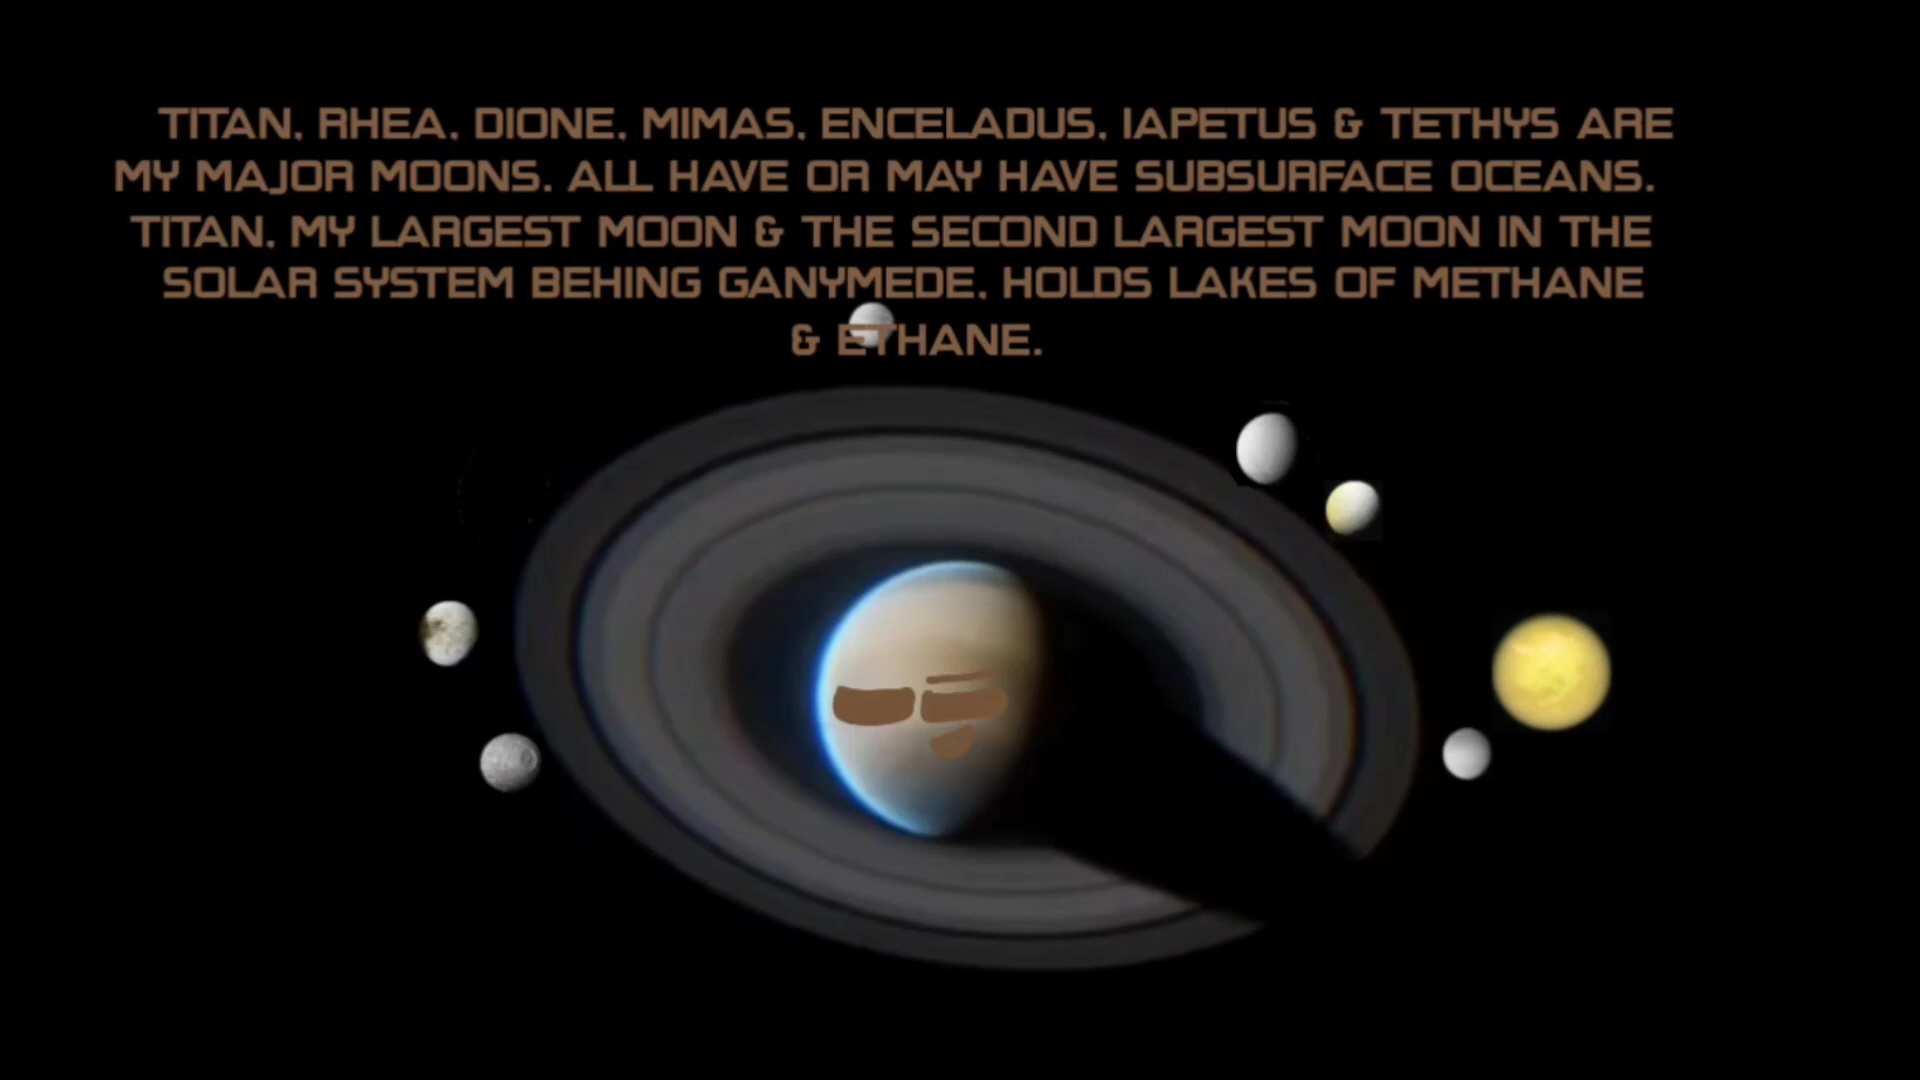 TITAN, RHEA, DIONE, MIMAS, ENCELADUS, IAPETUS & TETHYS ARE
MY MAJOR MOONS. ALL HAVE OR MAY HAVE SUBSURFACE OCEANS.
TITAN, MY LARGEST MOON & THE SECOND LARGEST MOON IN THE
SOLAR SYSTEM BEHING GANYMEDE, HOLDS LAKES OF METHANE
& ETHANE.